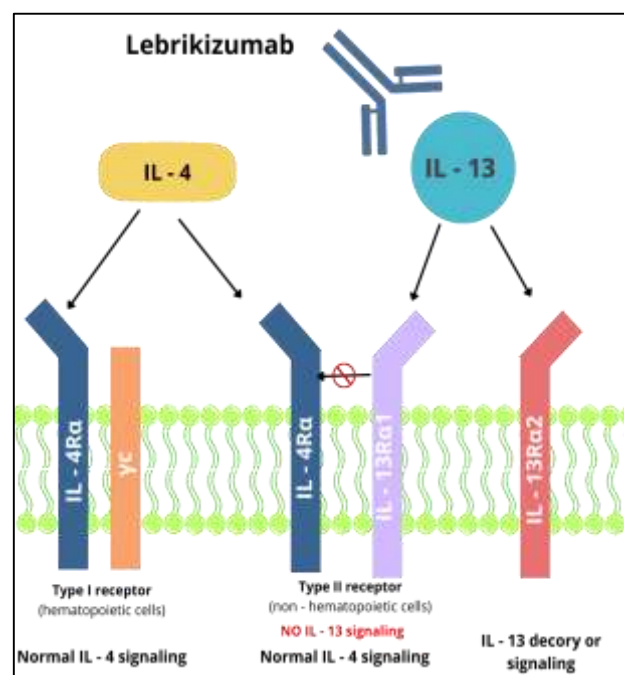 Lebrikizumab
IL - 4
IL - 13
IL - 4Rα
γc
IL - 4Rα
IL - 13Rα1
IL - 13Rα2
Type I receptor
(hematopoietic cells)
Normal IL - 4 signaling
Type II receptor
(non - hematopoietic cells)
NO IL - 13 signaling
Normal IL - 4 signaling
IL - 13 decory or
signaling